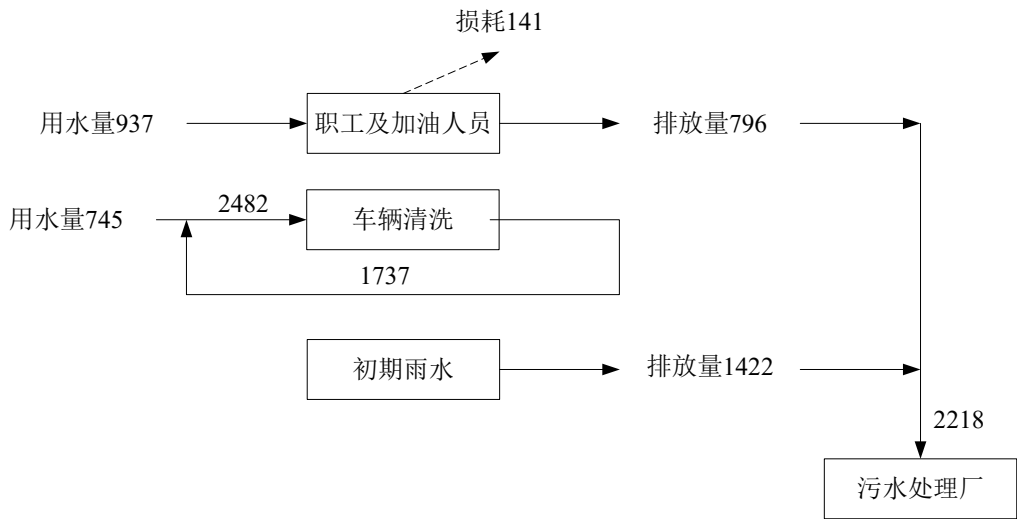 损耗141
用水量937
职工及加油人员
排放量796
用水量745
2482
车辆清洗
1737
初期雨水
排放量1422
2218
污水处理厂